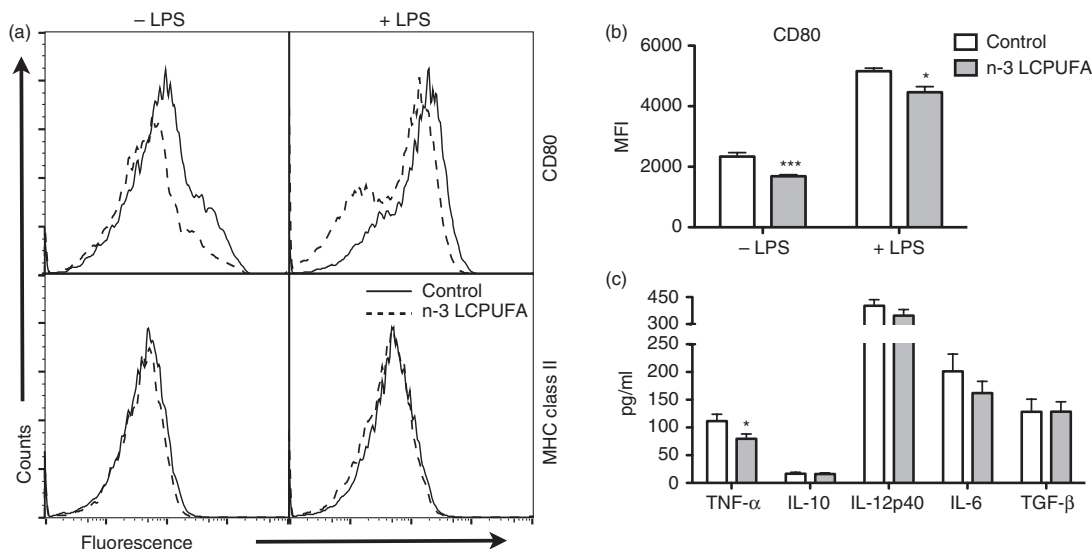 (a)
– LPS
+ LPS
CD80
MHC class II
Control
n-3 LCPUFA
Counts
Fluorescence
(b)
CD80
Control
n-3 LCPUFA
6000
4000
2000
0
MFI
***
*
– LPS
+ LPS
(c)
450
300
200
150
100
50
0
pg/ml
*
TNF-α IL-10 IL-12p40 IL-6 TGF-β